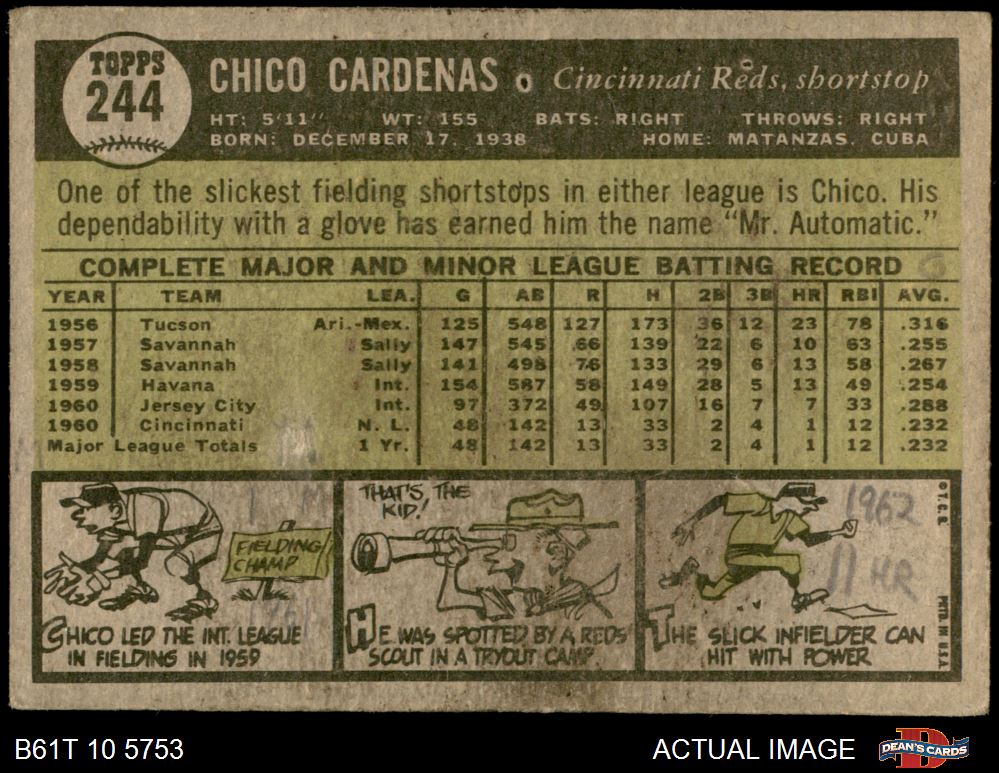 TOPPS
244
CHICO CARDENAS Cincinnati Reds, shortstop
HT: 5'11" WT: 155 BATS: RIGHT THROWS: RIGHT
BORN: DECEMBER 17, 1938 HOME: MATANZAS, CUBA
One of the slickest fielding shortstops in either league is Chico. His
dependability with a glove has earned him the name "Mr. Automatic."
COMPLETE MAJOR AND MINOR LEAGUE BATTING RECORD
YEAR TEAM LEA. G AB R H 2B 3B HR RBI AVG.
1956 Tucson Ari.-Mex. 125 548 127 173 36 12 23 78 .316
1957 Savannah Sally 147 545 66 139 22 6 10 63 .255
1958 Savannah Sally 141 498 76 133 29 6 13 58 .267
1959 Havana Int. 154 587 58 149 28 5 13 49 .254
1960 Jersey City Int. 97 372 49 107 16 7 7 33 .288
1960 Cincinnati N. L. 48 142 13 33 2 4 1 12 .232
Major League Totals 1 Yr. 48 142 13 33 2 4 1 12 .232
FIELDING
CHAMP
CHICO LED THE INT. LEAGUE
IN FIELDING IN 1959
THAT'S THE
KID!
HE WAS SPOTTED BY A REDS
SCOUT IN A TRYOUT CAMP.
1962
11 HR
THE SLICK INFIELDER CAN
HIT WITH POWER
© T. C. G.
PRTD. IN U.S.A.
B61T 10 5753 ACTUAL IMAGE DEAN'S CARDS